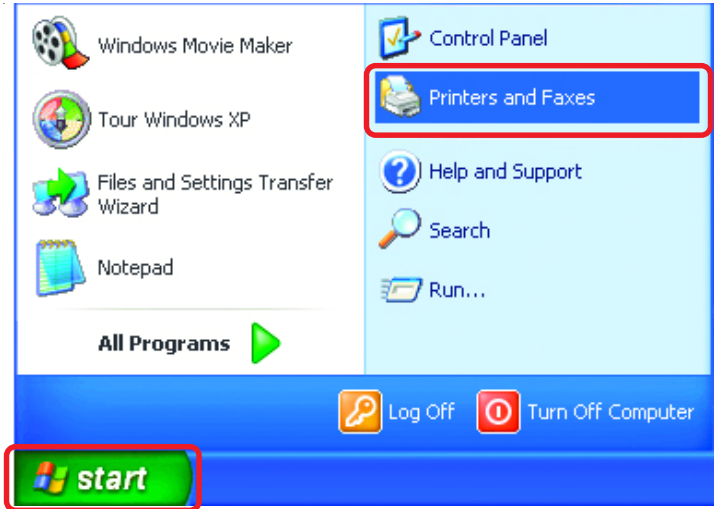 Windows Movie Maker
Tour Windows XP
Files and Settings Transfer
Wizard
Notepad
All Programs
Control Panel
Printers and Faxes
Help and Support
Search
Run...
Log Off
Turn Off Computer
start